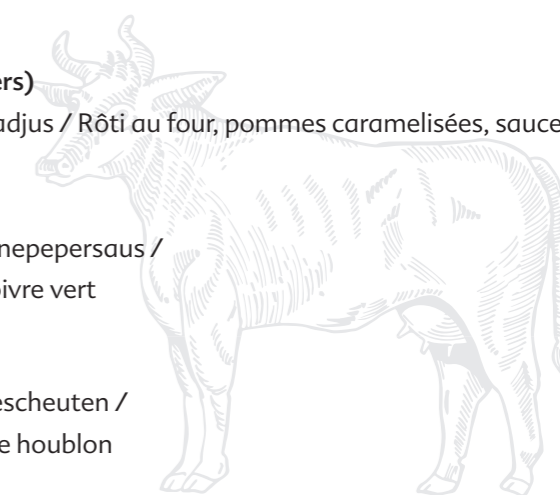 ers)
adjus / Rôti au four, pommes caramelisées, sauce
nepepersaus /
oivre vert
escheuten /
e houblon